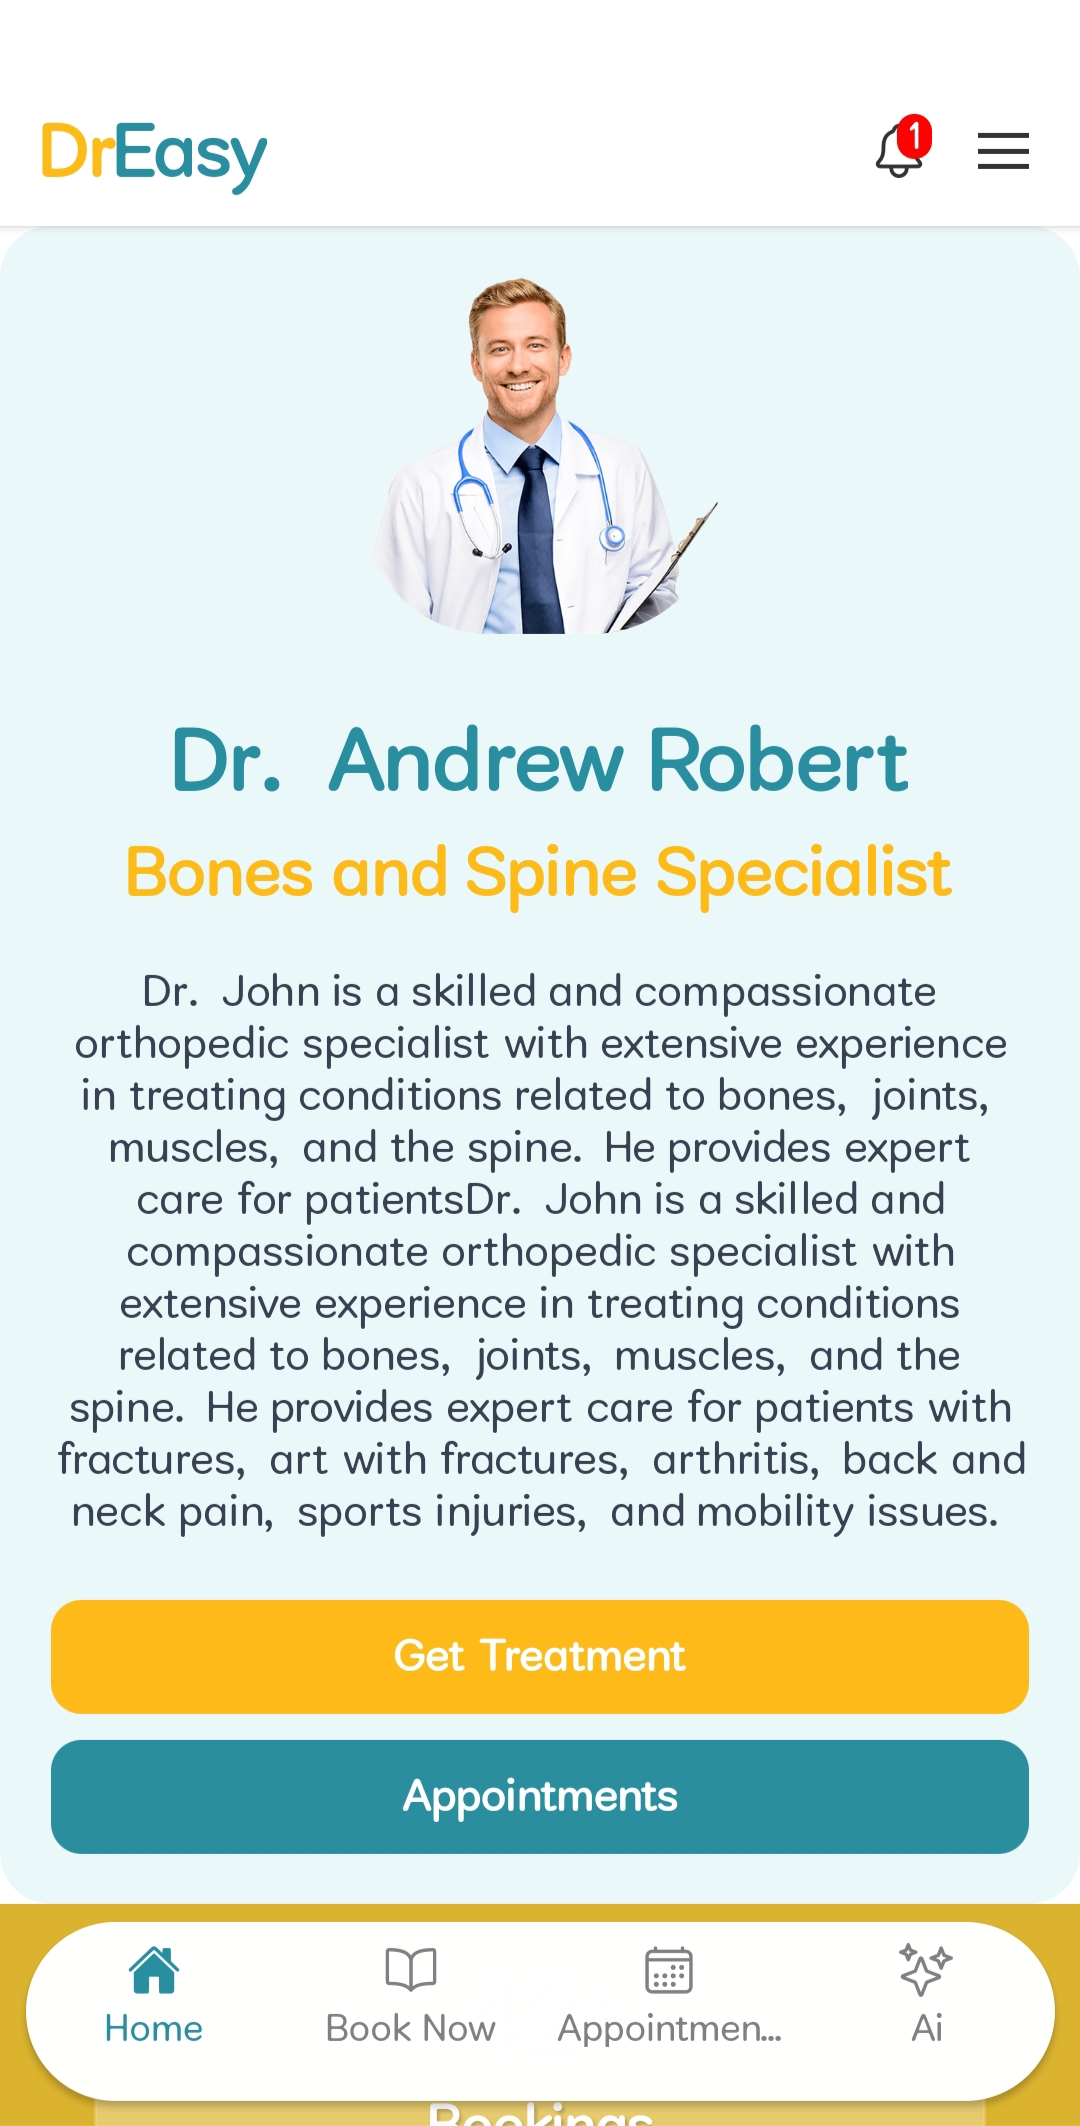 DrEasy
1
Dr. Andrew Robert
Bones and Spine Specialist
Dr. John is a skilled and compassionate
orthopedic specialist with extensive experience
in treating conditions related to bones, joints,
muscles, and the spine. He provides expert
care for patientsDr. John is a skilled and
compassionate orthopedic specialist with
extensive experience in treating conditions
related to bones, joints, muscles, and the
spine. He provides expert care for patients with
fractures, art with fractures, arthritis, back and
neck pain, sports injuries, and mobility issues.
Get Treatment
Appointments
Home
Book Now
Appointmen...
Ai
Bookings